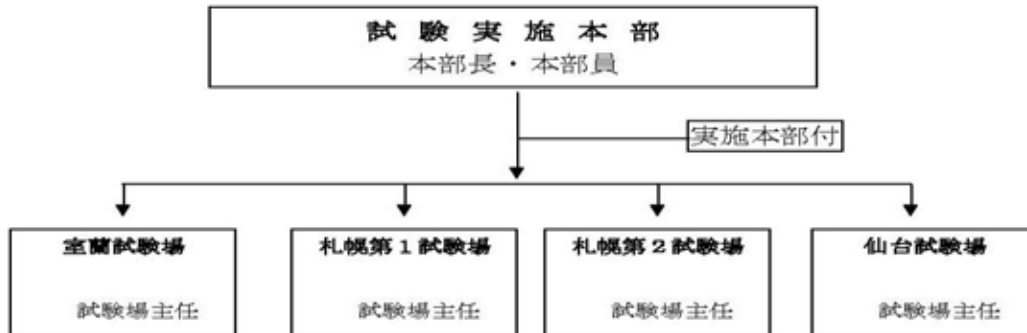 試験実施本部
本部長・本部員
実施本部付
室蘭試験場
試験場主任
札幌第１試験場
試験場主任
札幌第２試験場
試験場主任
仙台試験場
試験場主任